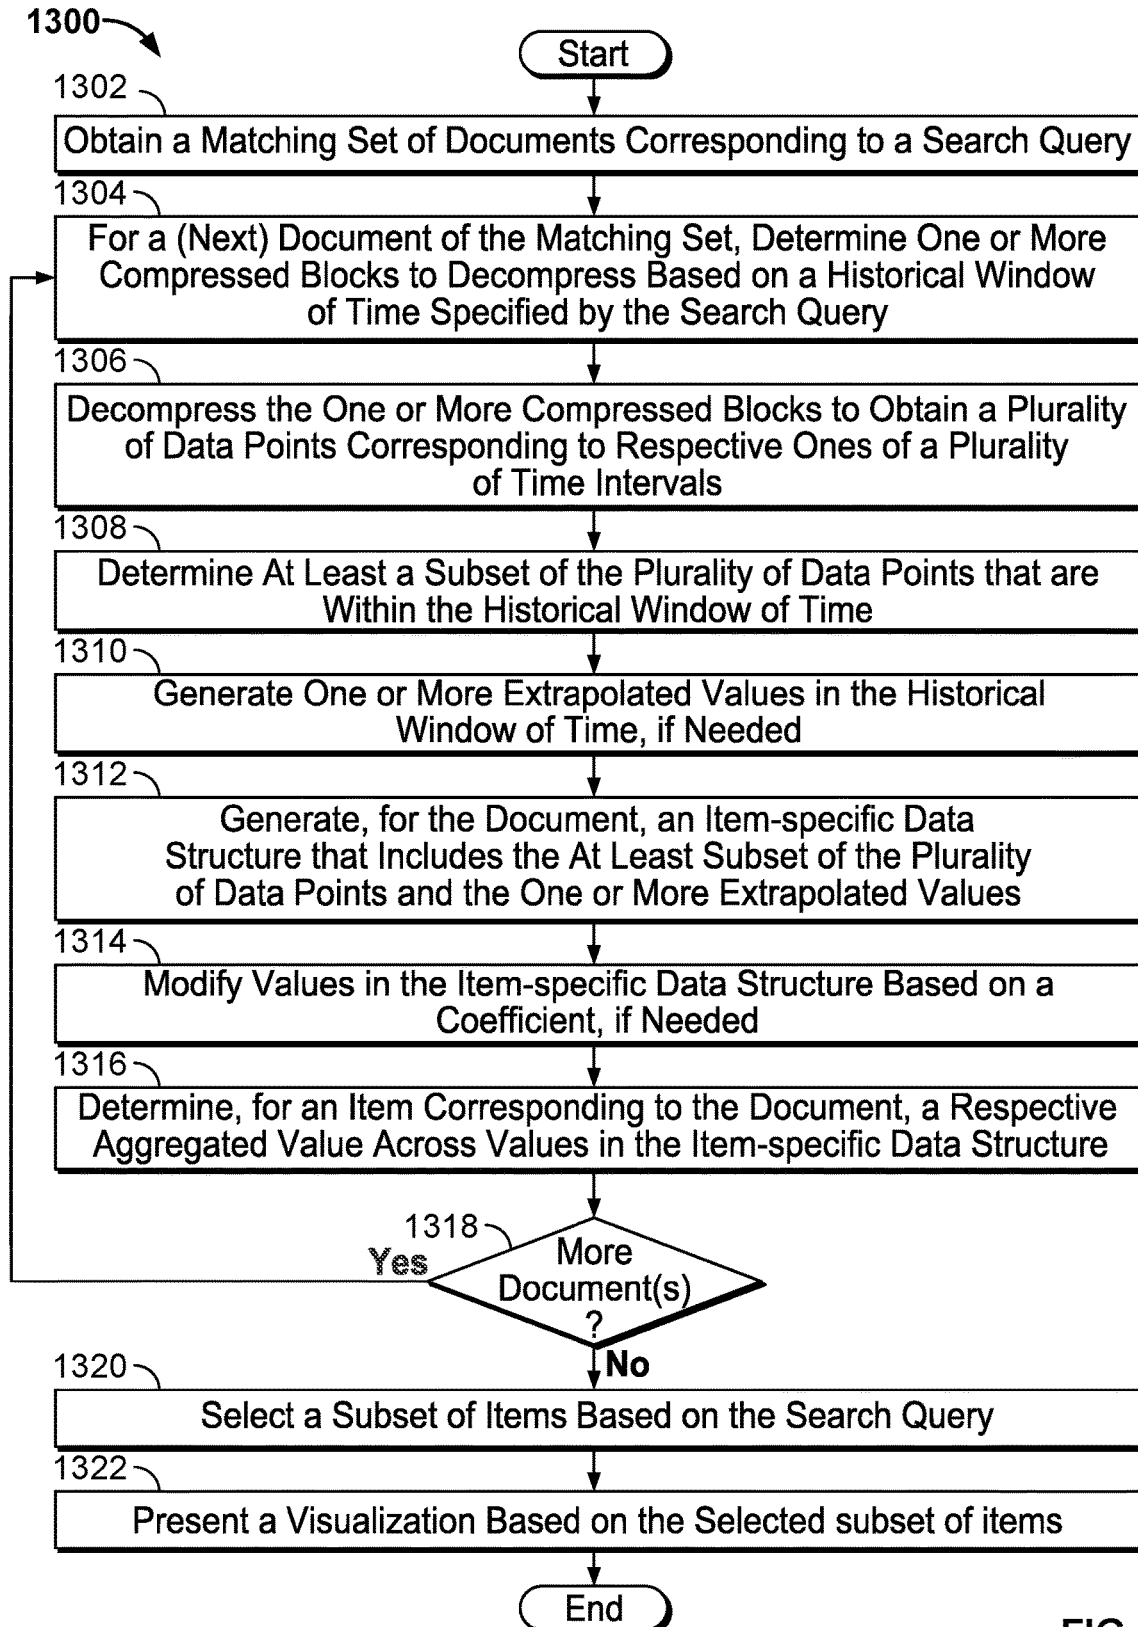 1300
Start
1302
Obtain a Matching Set of Documents Corresponding to a Search Query
1304
For a (Next) Document of the Matching Set, Determine One or More
Compressed Blocks to Decompress Based on a Historical Window
of Time Specified by the Search Query
1306
Decompress the One or More Compressed Blocks to Obtain a Plurality
of Data Points Corresponding to Respective Ones of a Plurality
of Time Intervals
1308
Determine At Least a Subset of the Plurality of Data Points that are
Within the Historical Window of Time
1310
Generate One or More Extrapolated Values in the Historical
Window of Time, if Needed
1312
Generate, for the Document, an Item-specific Data
Structure that Includes the At Least Subset of the Plurality
of Data Points and the One or More Extrapolated Values
1314
Modify Values in the Item-specific Data Structure Based on a
Coefficient, if Needed
1316
Determine, for an Item Corresponding to the Document, a Respective
Aggregated Value Across Values in the Item-specific Data Structure
1318
Yes
More
Document(s)
?
No
1320
Select a Subset of Items Based on the Search Query
1322
Present a Visualization Based on the Selected subset of items
End
FIG